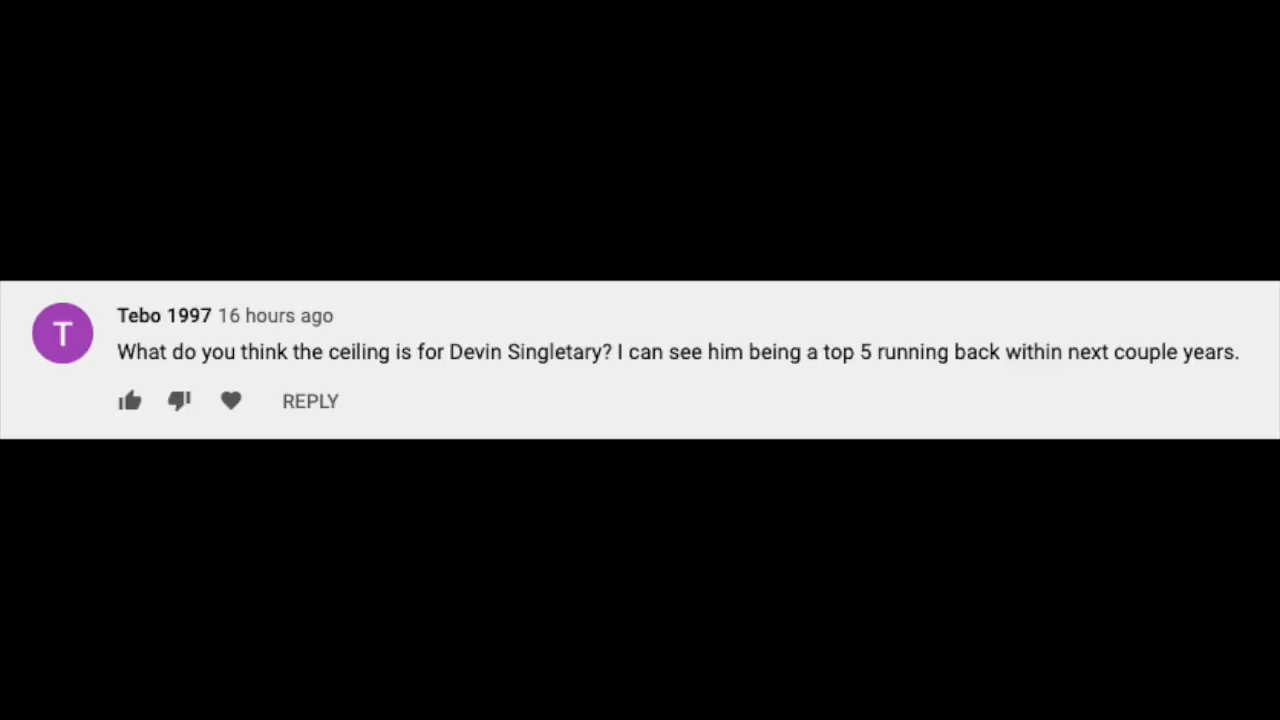 T
Tebo 1997 16 hours ago
What do you think the ceiling is for Devin Singletary? I can see him being a top 5 running back within next couple years.
REPLY